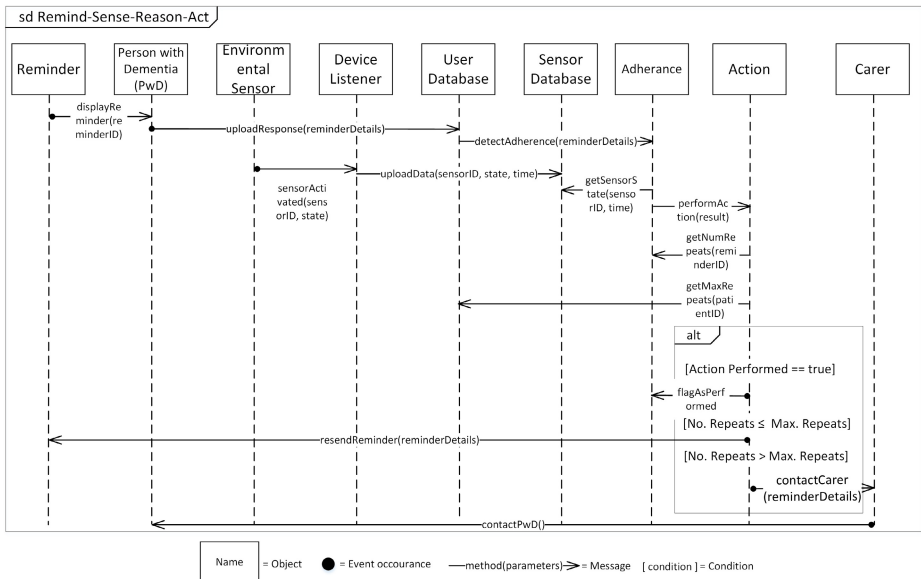 sd Remind-Sense-Reason-Act
Reminder
Person with
Dementia
(PwD)
Environm
ental
Sensor
Device
Listener
User
Database
Sensor
Database
Adherance
Action
Carer
displayRe
minder(re
minderID)
uploadResponse(reminderDetails)
detectAdherence(reminderDetails)
sensorActi
vated(sens
orID, state)
uploadData(sensorID, state, time)
getSensorS
tate(senso
rID, time)
performAc
tion(result)
getNumRe
peats(remi
nderID)
getMaxRe
peats(pati
entID)
alt
[Action Performed == true]
flagAsPerf
ormed
[No. Repeats ≤ Max. Repeats]
resendReminder(reminderDetails)
[No. Repeats > Max. Repeats]
contactCarer
(reminderDetails)
contactPwD()
Name
= Object
= Event occourance
method(parameters)
= Message
[ condition ] = Condition